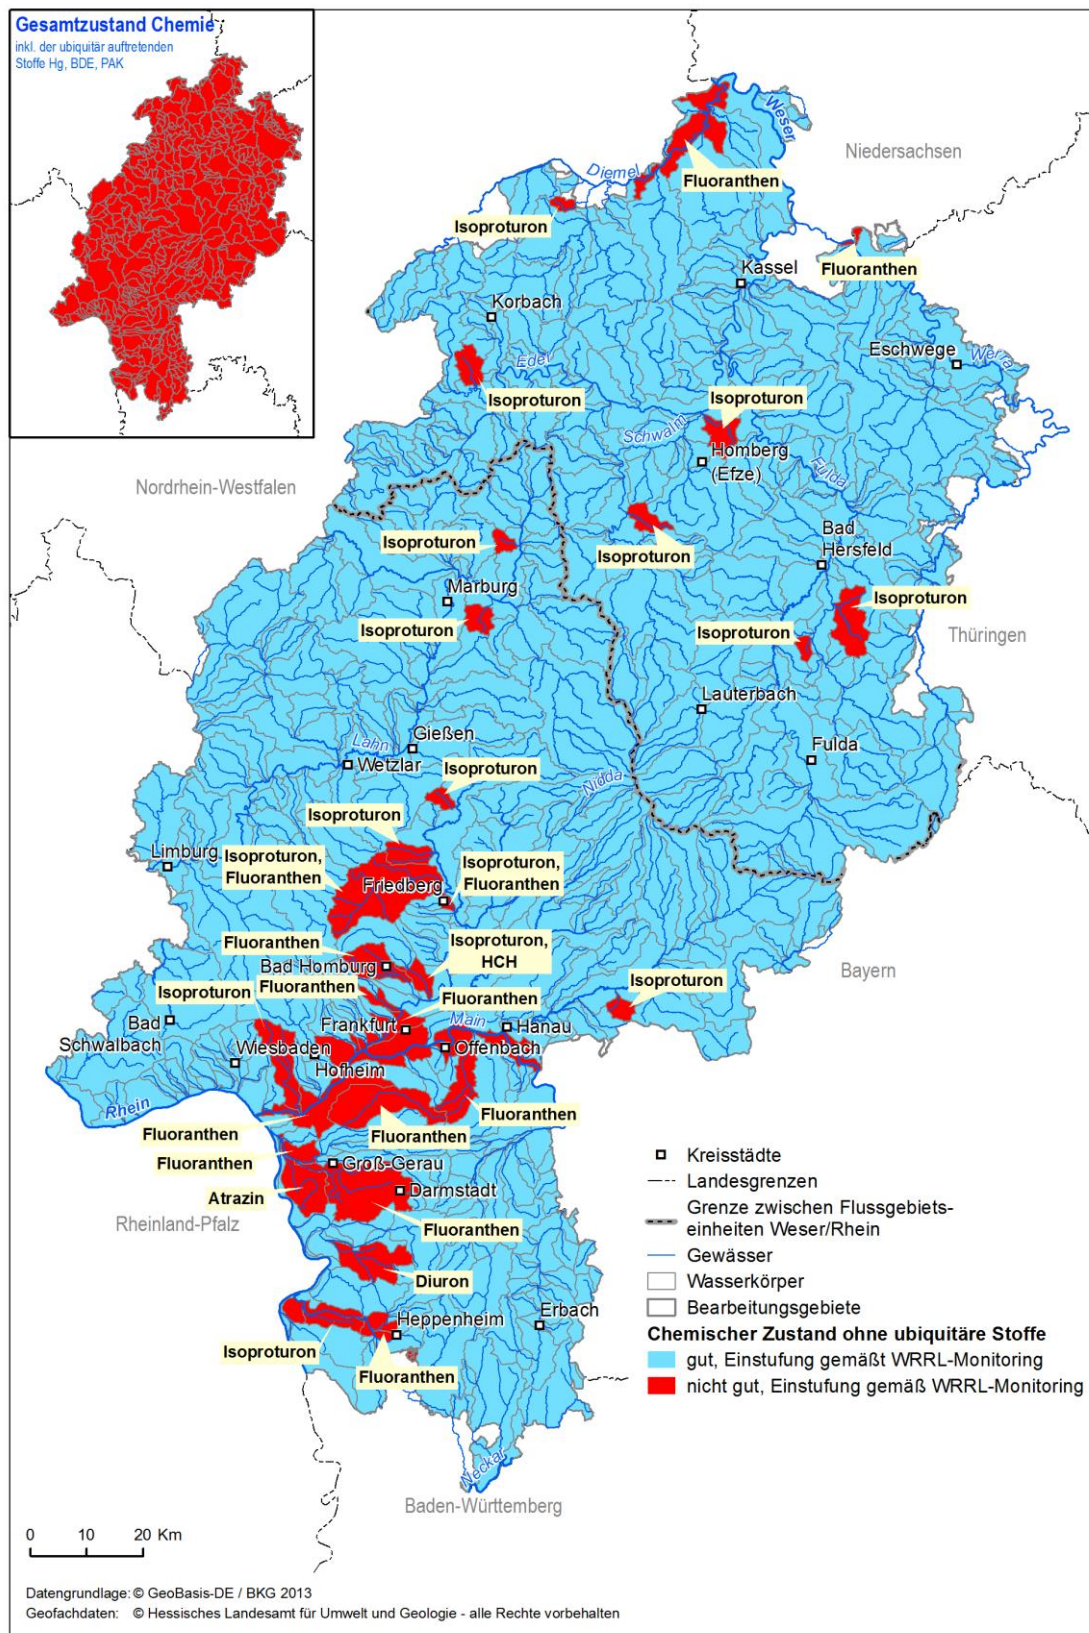 Gesamtzustand Chemie
inkl. der ubiquitär auftretenden
Stoffe Hg, BDE, PAK
Weser
Niedersachsen
Diemel
Fluoranthen
Isoproturon
Fluoranthen
Kassel
Korbach
Eschwege
Werra
Eder
Isoproturon
Isoproturon
Schwalm
Homberg
(Efze)
Fulda
Nordrhein-Westfalen
Isoproturon
Isoproturon
Bad
Hersfeld
Marburg
Isoproturon
Isoproturon
Isoproturon
Thüringen
Lauterbach
Gießen
Lahn
Wetzlar
Fulda
Isoproturon
Nidda
Isoproturon
Limburg
Isoproturon,
Fluoranthen
Isoproturon,
Fluoranthen
Friedberg
Fluoranthen
Bad Homburg
Isoproturon,
HCH
Bayern
Isoproturon
Fluoranthen
Fluoranthen
Isoproturon
Bad
Schwalbach
Frankfurt
Main
Hanau
Offenbach
Wiesbaden
Hofheim
Rhein
Fluoranthen
Fluoranthen
Fluoranthen
Fluoranthen
Groß-Gerau
Atrazin
Darmstadt
Rheinland-Pfalz
Fluoranthen
Diuron
Heppenheim
Erbach
Isoproturon
Fluoranthen
Neckar
Baden-Württemberg
Kreisstädte
Landesgrenzen
Grenze zwischen Flussgebiets-
einheiten Weser/Rhein
Gewässer
Wasserkörper
Bearbeitungsgebiete
Chemischer Zustand ohne ubiquitäre Stoffe
gut, Einstufung gemäßt WRRL-Monitoring
nicht gut, Einstufung gemäß WRRL-Monitoring
0 10 20 Km
Datengrundlage: © GeoBasis-DE / BKG 2013
Geofachdaten: © Hessisches Landesamt für Umwelt und Geologie - alle Rechte vorbehalten